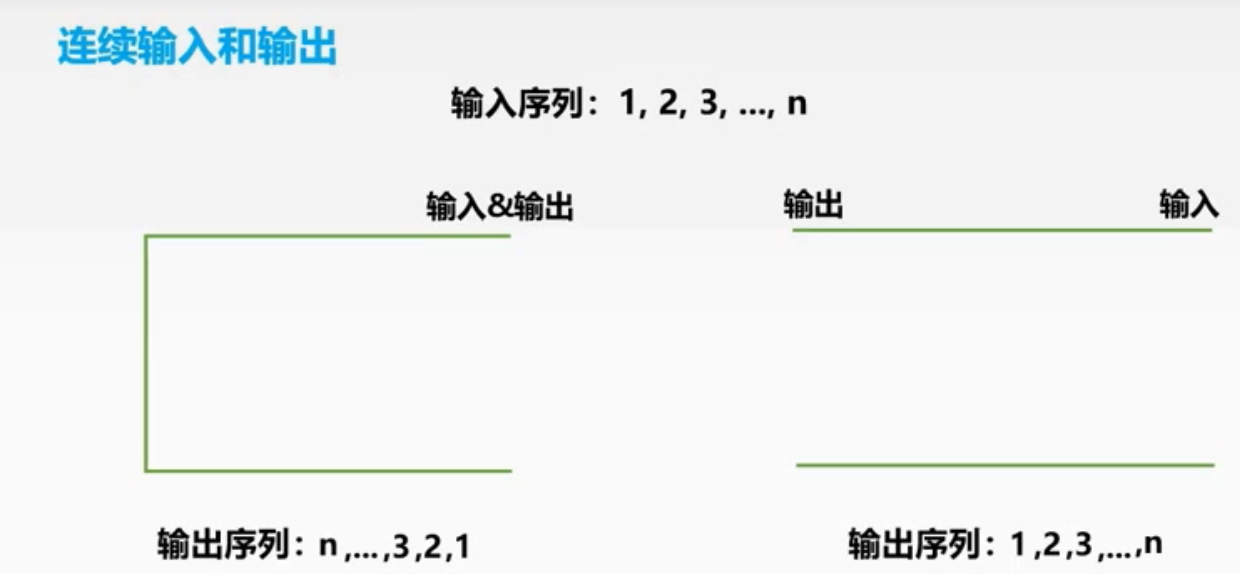 连续输入和输出
输入序列：1, 2, 3, ..., n
输入&输出
输出
输入
输出序列：n,...,3,2,1
输出序列：1,2,3,...,n